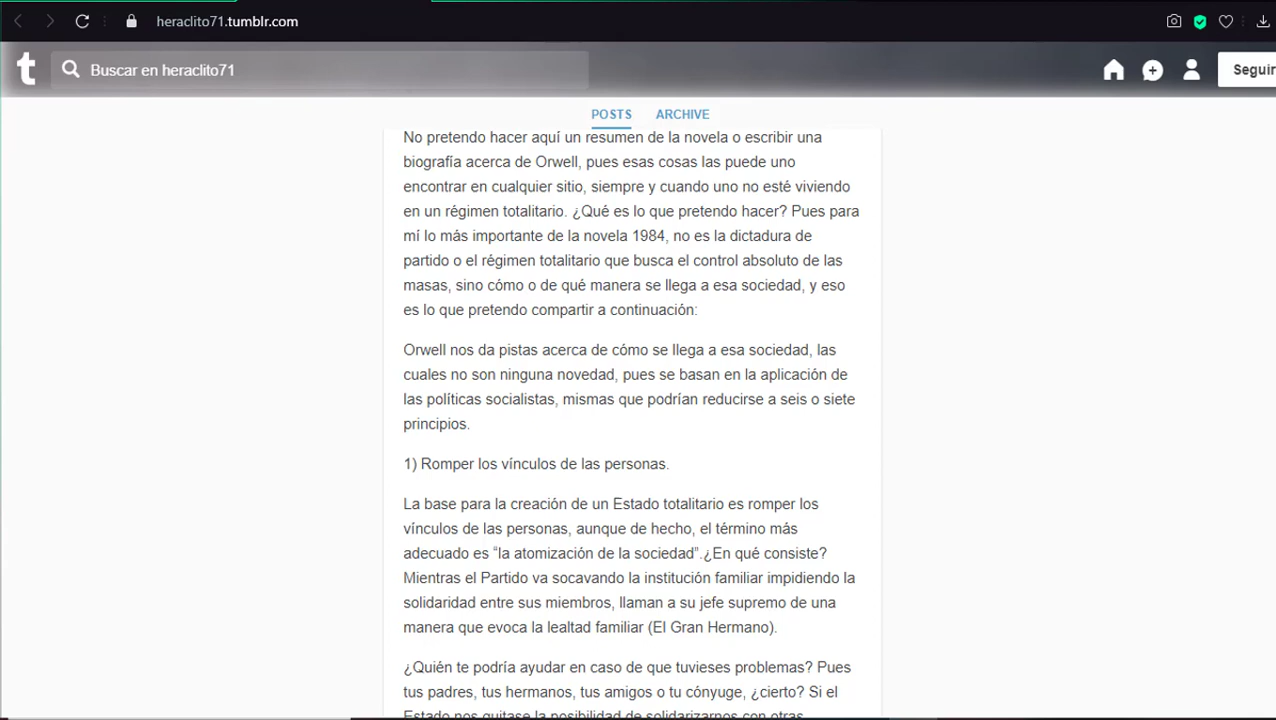 heraclito71.tumblr.com
t
Buscar en heraclito71
Seguir
POSTS ARCHIVE
No pretendo hacer aquí un resumen de la novela o escribir una
biografía acerca de Orwell, pues esas cosas las puede uno
encontrar en cualquier sitio, siempre y cuando uno no esté viviendo
en un régimen totalitario. ¿Qué es lo que pretendo hacer? Pues para
mí lo más importante de la novela 1984, no es la dictadura de
partido o el régimen totalitario que busca el control absoluto de las
masas, sino cómo o de qué manera se llega a esa sociedad, y eso
es lo que pretendo compartir a continuación:
Orwell nos da pistas acerca de cómo se llega a esa sociedad, las
cuales no son ninguna novedad, pues se basan en la aplicación de
las políticas socialistas, mismas que podrían reducirse a seis o siete
principios.
1) Romper los vínculos de las personas.
La base para la creación de un Estado totalitario es romper los
vínculos de las personas, aunque de hecho, el término más
adecuado es “la atomización de la sociedad”.¿En qué consiste?
Mientras el Partido va socavando la institución familiar impidiendo la
solidaridad entre sus miembros, llaman a su jefe supremo de una
manera que evoca la lealtad familiar (El Gran Hermano).
¿Quién te podría ayudar en caso de que tuvieses problemas? Pues
tus padres, tus hermanos, tus amigos o tu cónyuge, ¿cierto? Si el
Estado nos quitase la posibilidad de solidarizarnos con otras